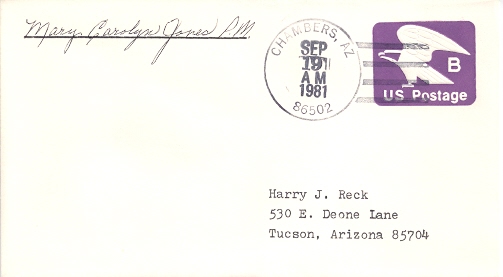 Mary Carolyn Jones P.M.
CHAMBERS, AZ
SEP
19
AM
1981
86502
B
US Postage
Harry J. Reck
530 E. Deone Lane
Tucson, Arizona 85704